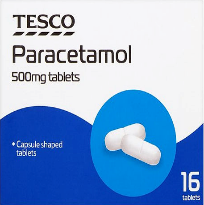 TESCO
Paracetamol
500mg tablets
• Capsule shaped
tablets
16
tablets